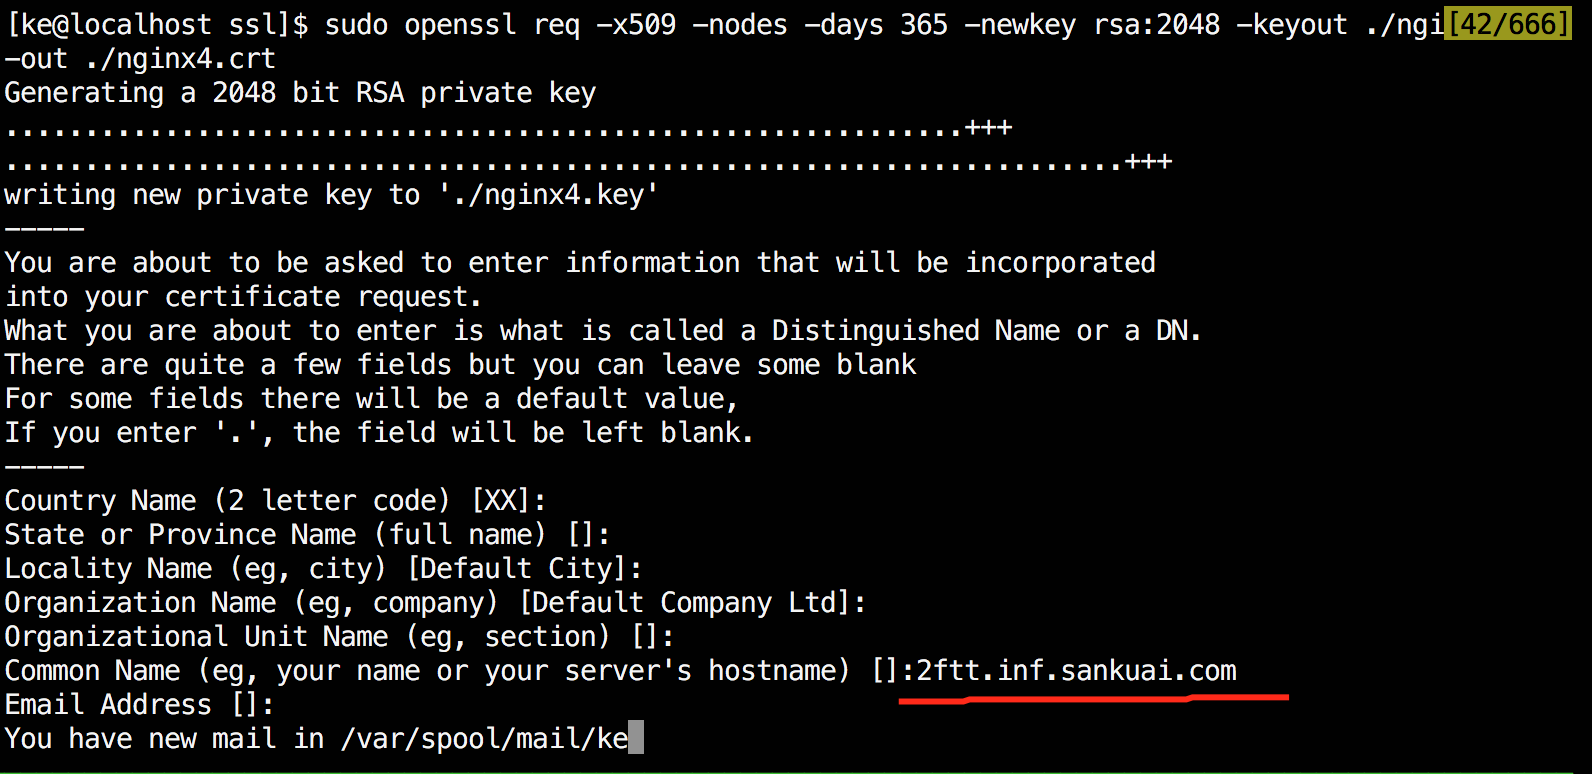 [ke@localhost ssl]$ sudo openssl req -x509 -nodes -days 365 -newkey rsa:2048 -keyout ./ngi[42/666]
-out ./nginx4.crt
Generating a 2048 bit RSA private key
............................................................+++
......................................................................+++
writing new private key to './nginx4.key'
-----
You are about to be asked to enter information that will be incorporated
into your certificate request.
What you are about to enter is what is called a Distinguished Name or a DN.
There are quite a few fields but you can leave some blank
For some fields there will be a default value,
If you enter '.', the field will be left blank.
-----
Country Name (2 letter code) [XX]:
State or Province Name (full name) []:
Locality Name (eg, city) [Default City]:
Organization Name (eg, company) [Default Company Ltd]:
Organizational Unit Name (eg, section) []:
Common Name (eg, your name or your server's hostname) []:2ftt.inf.sankuai.com
Email Address []:
You have new mail in /var/spool/mail/ke